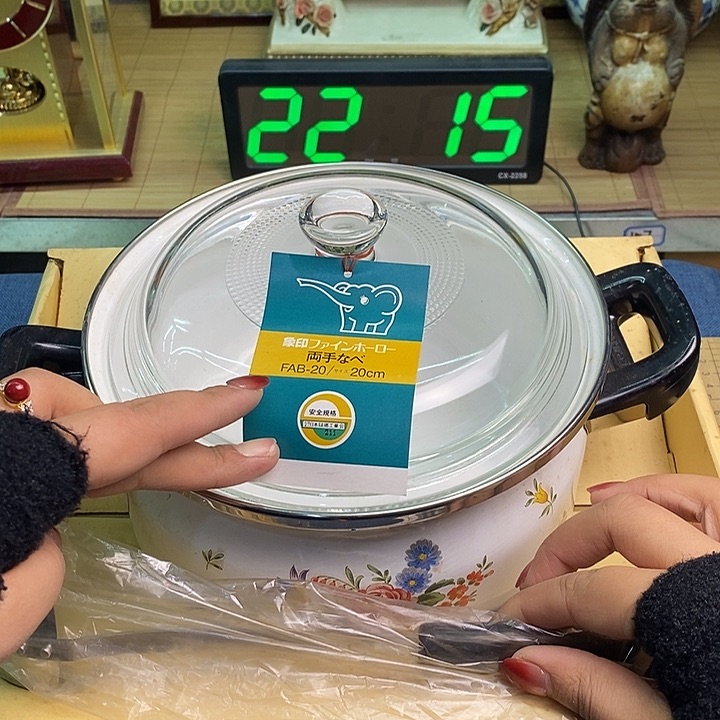 22 15
CX-2258
象印ファインホーロー
両手なべ
FAB-20/サイズ20cm
安全規格